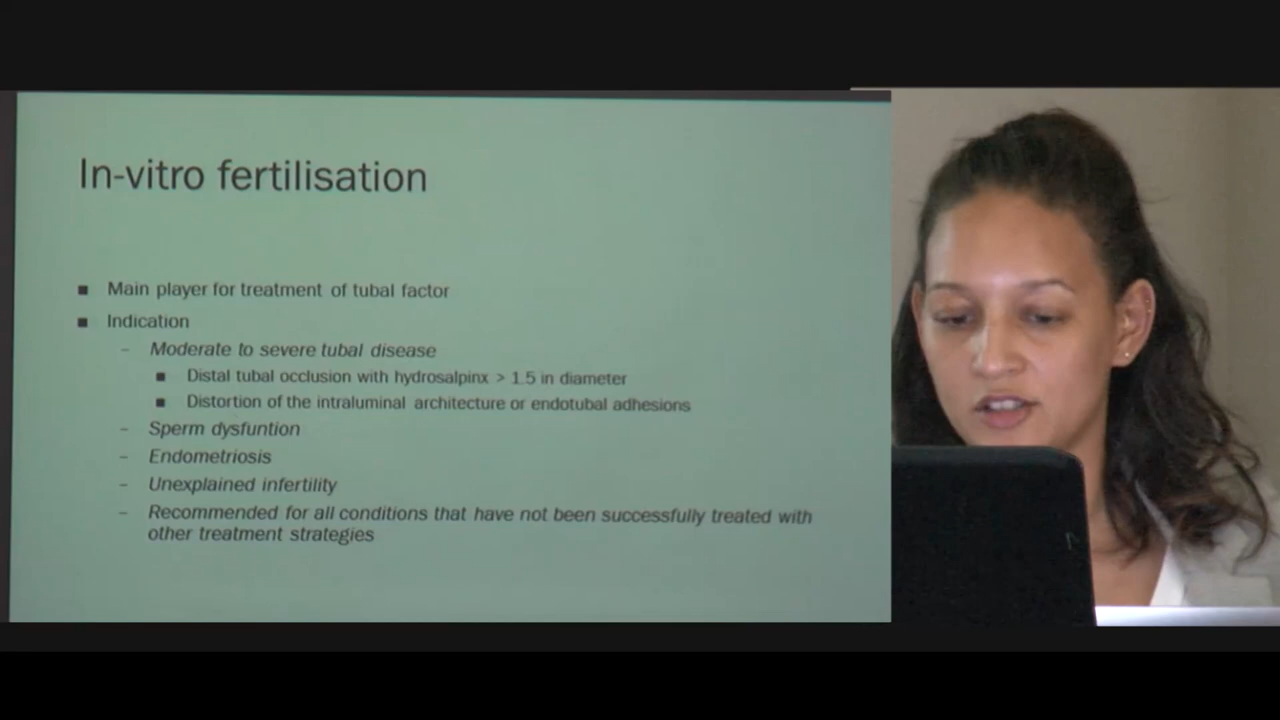 In-vitro fertilisation
■ Main player for treatment of tubal factor
■ Indication
– Moderate to severe tubal disease
■ Distal tubal occlusion with hydrosalpinx > 1.5 in diameter
■ Distortion of the intraluminal architecture or endotubal adhesions
– Sperm dysfuntion
– Endometriosis
– Unexplained infertility
– Recommended for all conditions that have not been successfully treated with
other treatment strategies